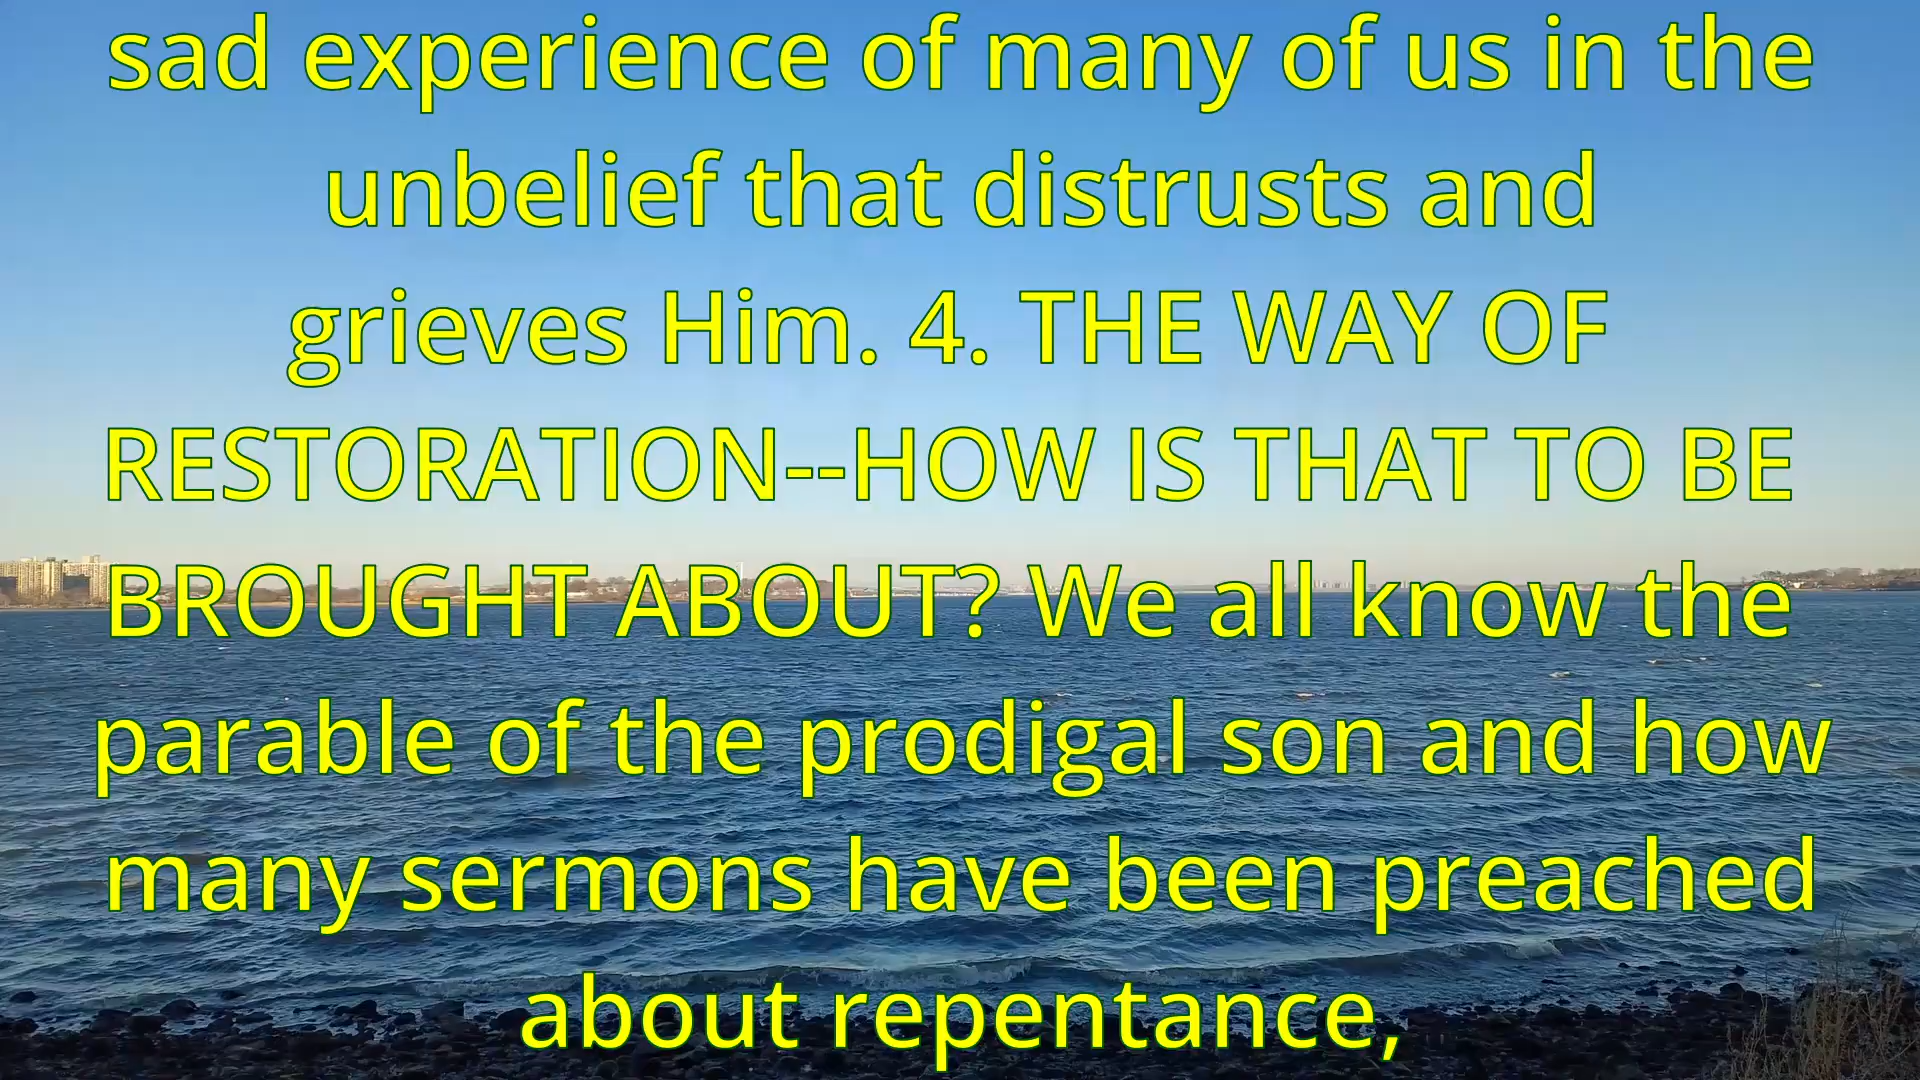 sad experience of many of us in the
unbelief that distrusts and
grieves Him. 4. THE WAY OF
RESTORATION--HOW IS THAT TO BE
BROUGHT ABOUT? We all know the
parable of the prodigal son and how
many sermons have been preached
about repentance,